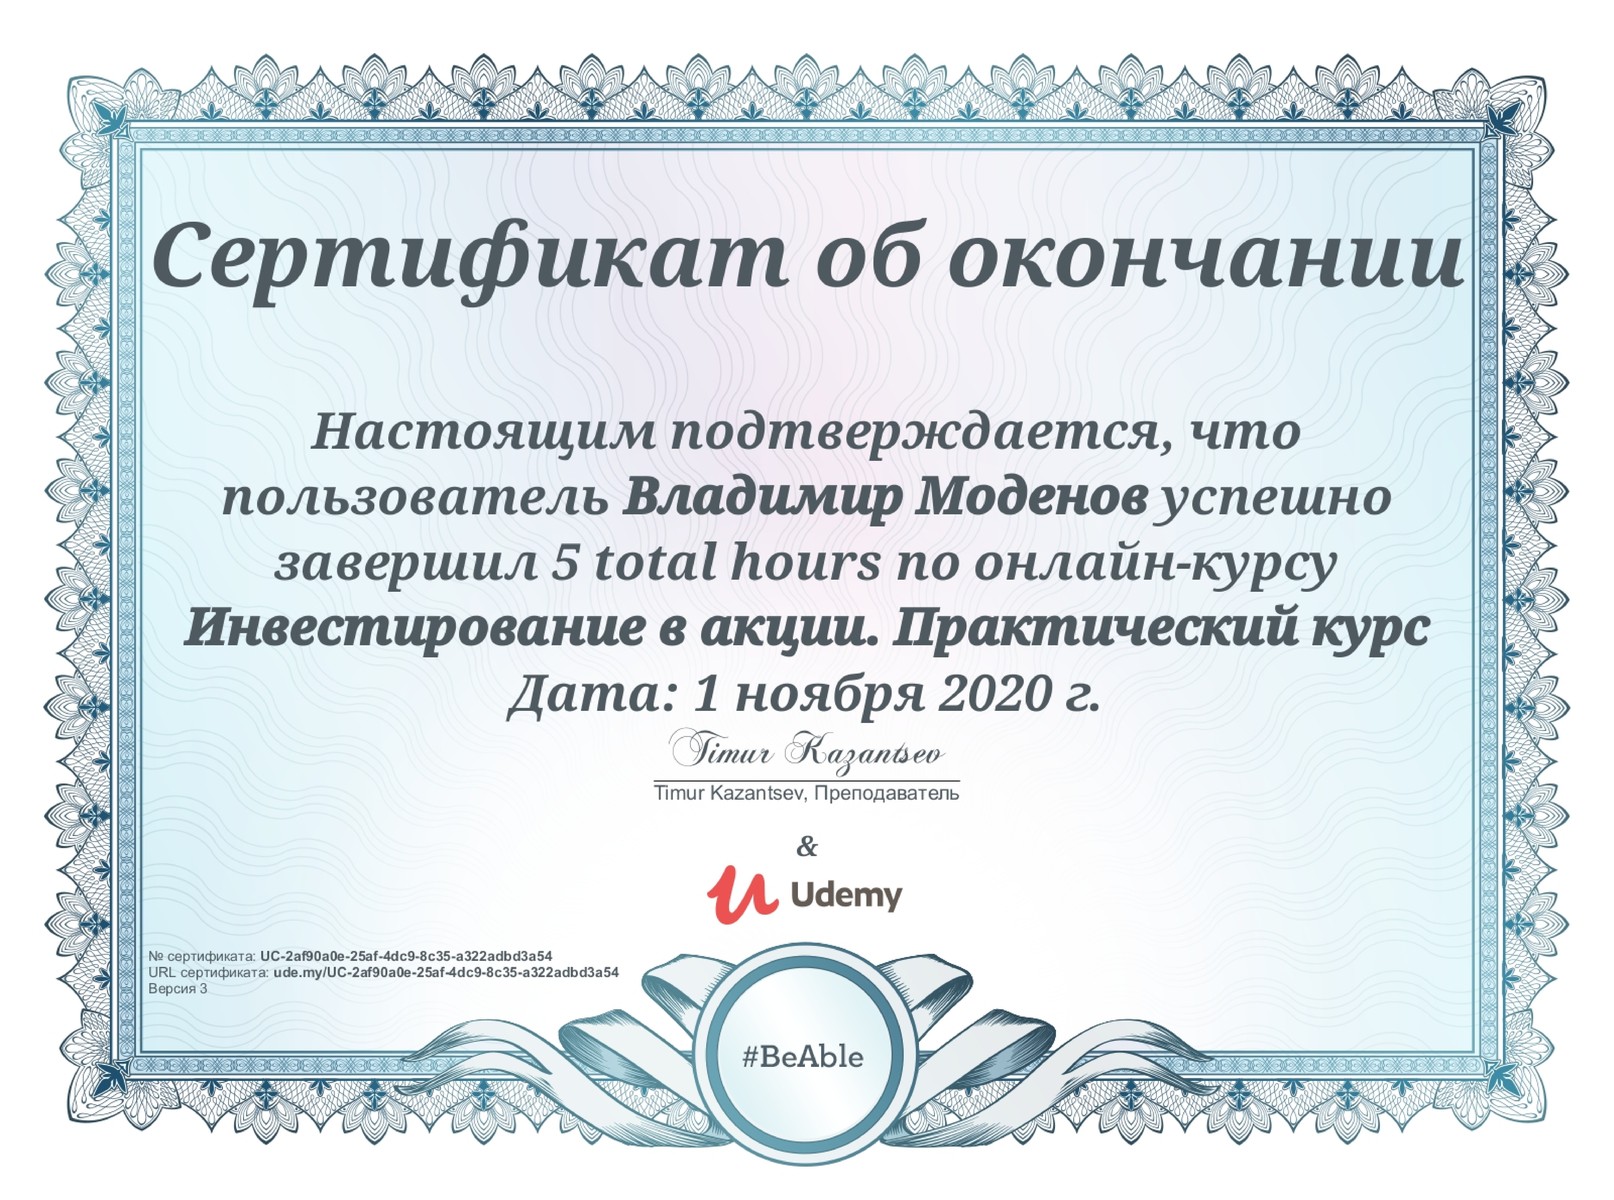 Сертификат об окончании
Настоящим подтверждается, что
пользователь Владимир Моденов успешно
завершил 5 total hours по онлайн-курсу
Инвестирование в акции. Практический курс
Дата: 1 ноября 2020 г.
Timur Kazantsev
Timur Kazantsev, Преподаватель
&
Udemy
№ сертификата: UC-2af90a0e-25af-4dc9-8c35-a322adbd3a54
URL сертификата: ude.my/UC-2af90a0e-25af-4dc9-8c35-a322adbd3a54
Версия 3
#BeAble